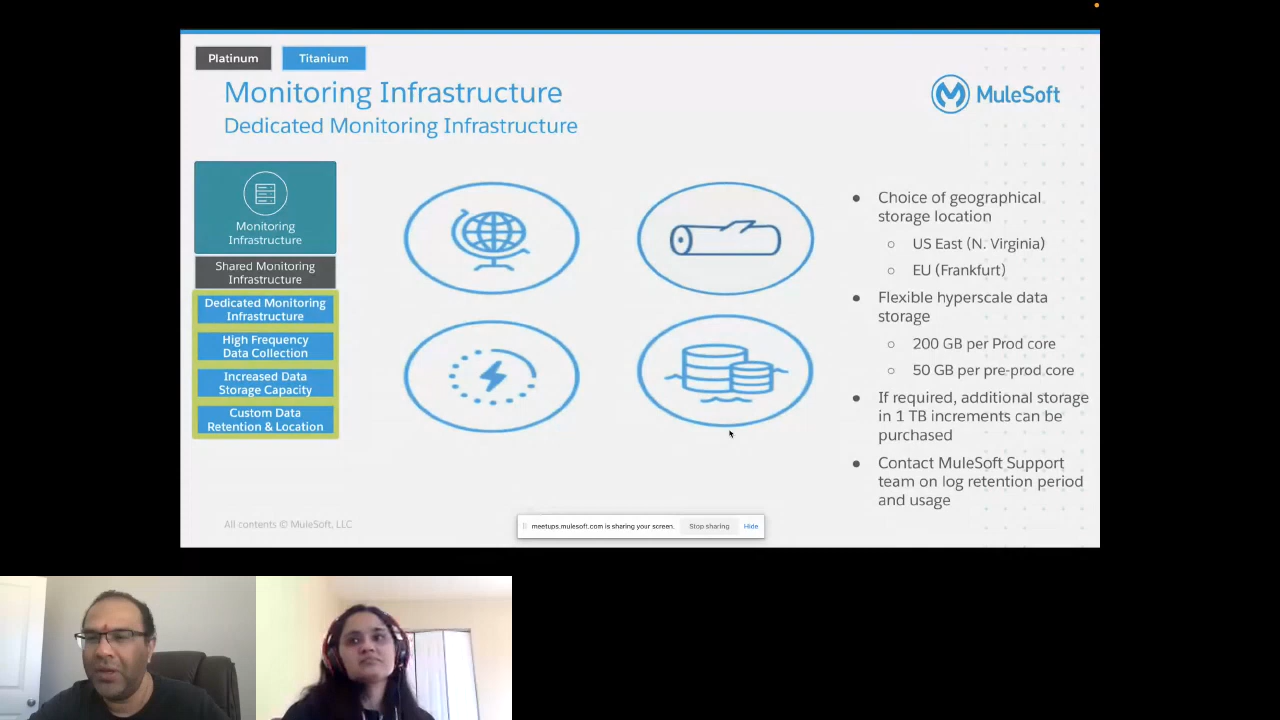 Platinum
Titanium
Monitoring Infrastructure
Dedicated Monitoring Infrastructure
MuleSoft
Monitoring
Infrastructure
Shared Monitoring
Infrastructure
Dedicated Monitoring
Infrastructure
High Frequency
Data Collection
Increased Data
Storage Capacity
Custom Data
Retention & Location
• Choice of geographical
storage location
○ US East (N. Virginia)
○ EU (Frankfurt)
• Flexible hyperscale data
storage
○ 200 GB per Prod core
○ 50 GB per pre-prod core
• If required, additional storage
in 1 TB increments can be
purchased
• Contact MuleSoft Support
team on log retention period
and usage
All contents © MuleSoft, LLC
meetups.mulesoft.com is sharing your screen.
Stop sharing
Hide